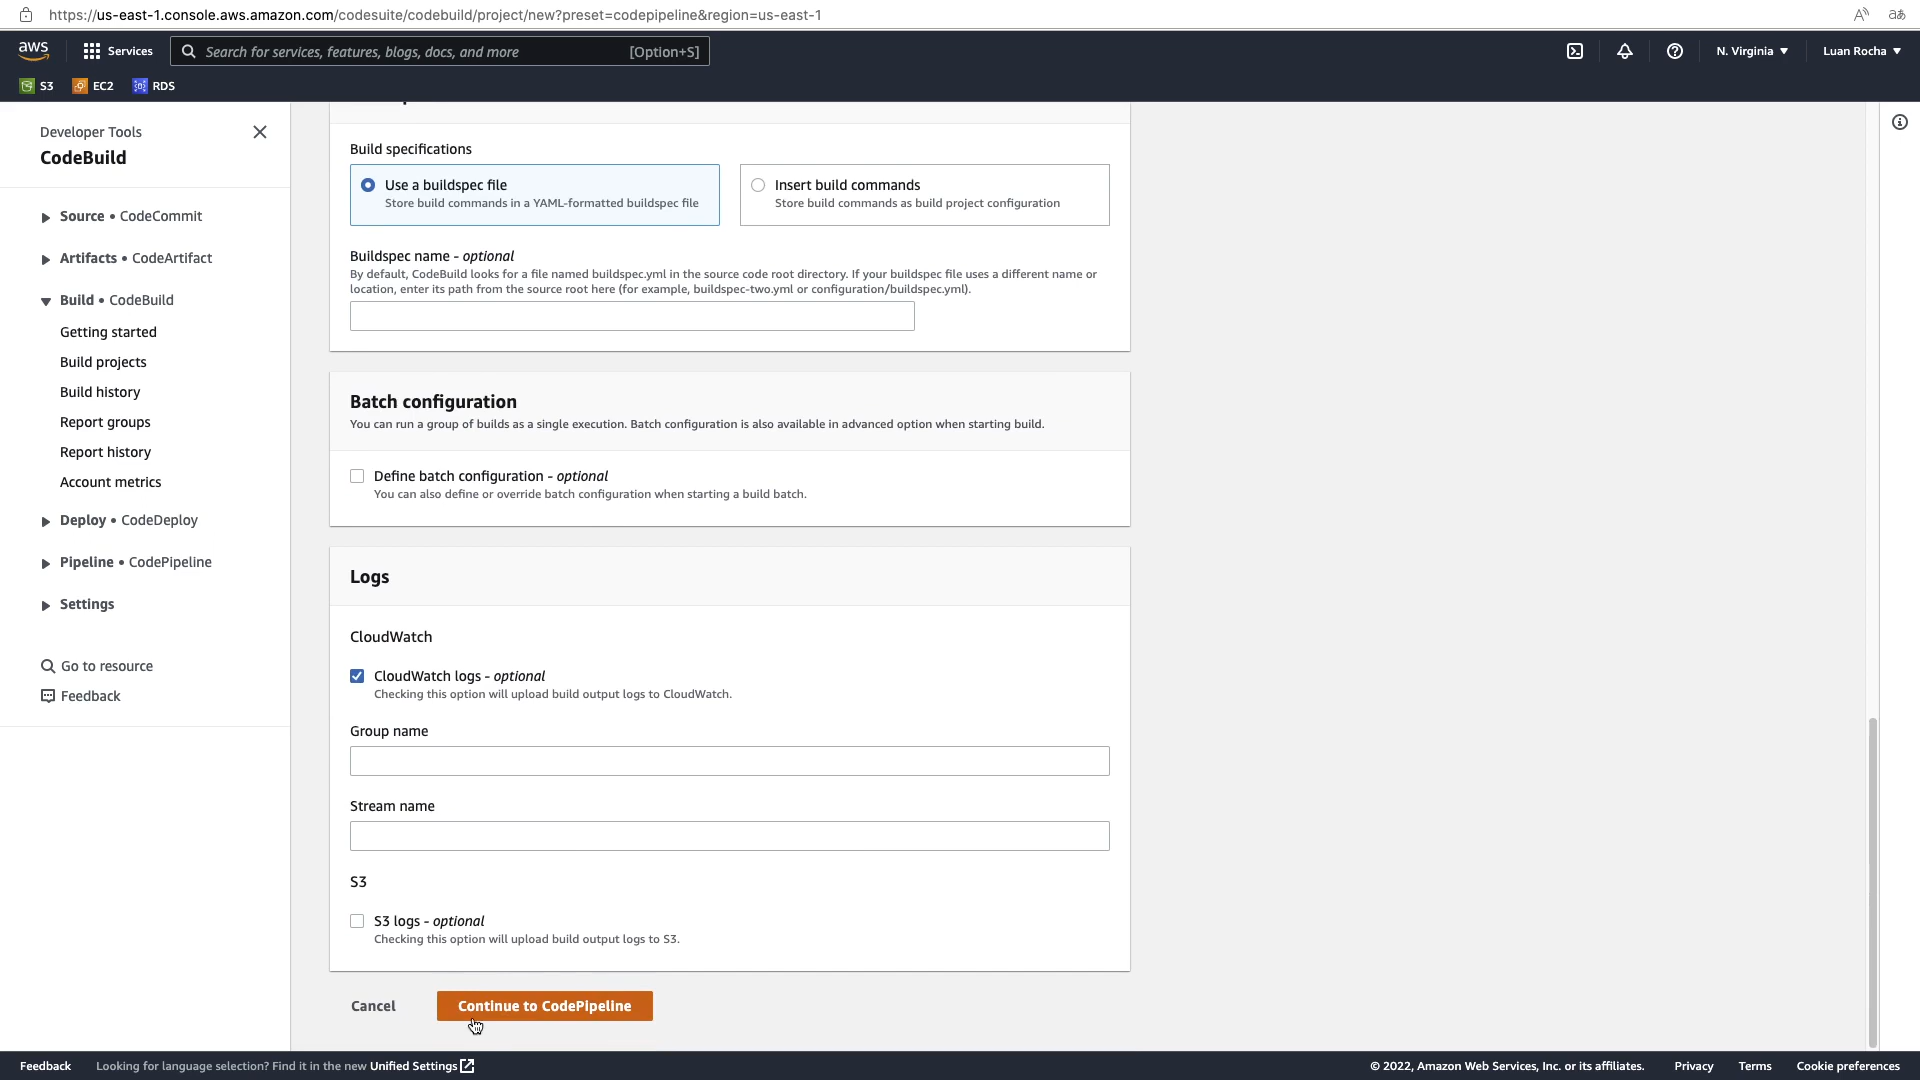 https://us-east-1.console.aws.amazon.com/codesuite/codebuild/project/new?preset=codepipeline&region=us-east-1
aws
Services
Search for services, features, blogs, docs, and more
[Option+S]
N. Virginia
Luan Rocha
S3
EC2
RDS
Developer Tools
CodeBuild
Source • CodeCommit
Artifacts • CodeArtifact
Build • CodeBuild
Getting started
Build projects
Build history
Report groups
Report history
Account metrics
Deploy • CodeDeploy
Pipeline • CodePipeline
Settings
Go to resource
Feedback
Build specifications
Use a buildspec file
Store build commands in a YAML-formatted buildspec file
Insert build commands
Store build commands as build project configuration
Buildspec name - optional
By default, CodeBuild looks for a file named buildspec.yml in the source code root directory. If your buildspec file uses a different name or
location, enter its path from the source root here (for example, buildspec-two.yml or configuration/buildspec.yml).
Batch configuration
You can run a group of builds as a single execution. Batch configuration is also available in advanced option when starting build.
Define batch configuration - optional
You can also define or override batch configuration when starting a build batch.
Logs
CloudWatch
CloudWatch logs - optional
Checking this option will upload build output logs to CloudWatch.
Group name
Stream name
S3
S3 logs - optional
Checking this option will upload build output logs to S3.
Cancel
Continue to CodePipeline
Feedback
Looking for language selection? Find it in the new Unified Settings
© 2022, Amazon Web Services, Inc. or its affiliates.
Privacy
Terms
Cookie preferences